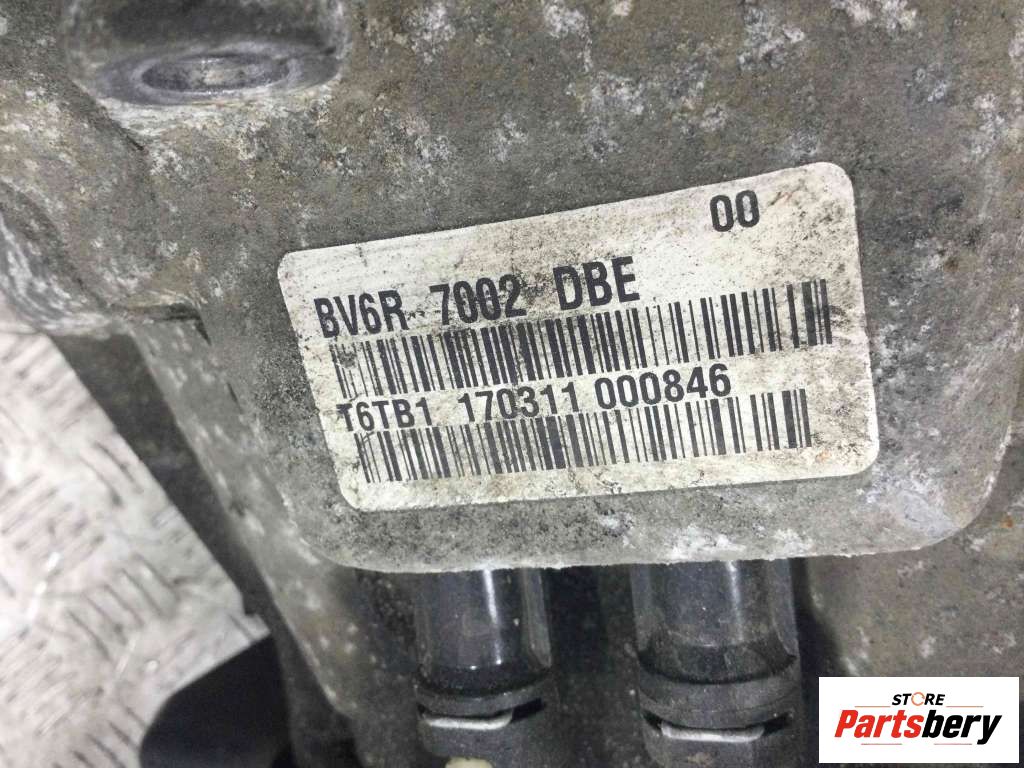 00
BV6R-7002 DBE
T6TB1 170311 000846
STORE
Partsbery